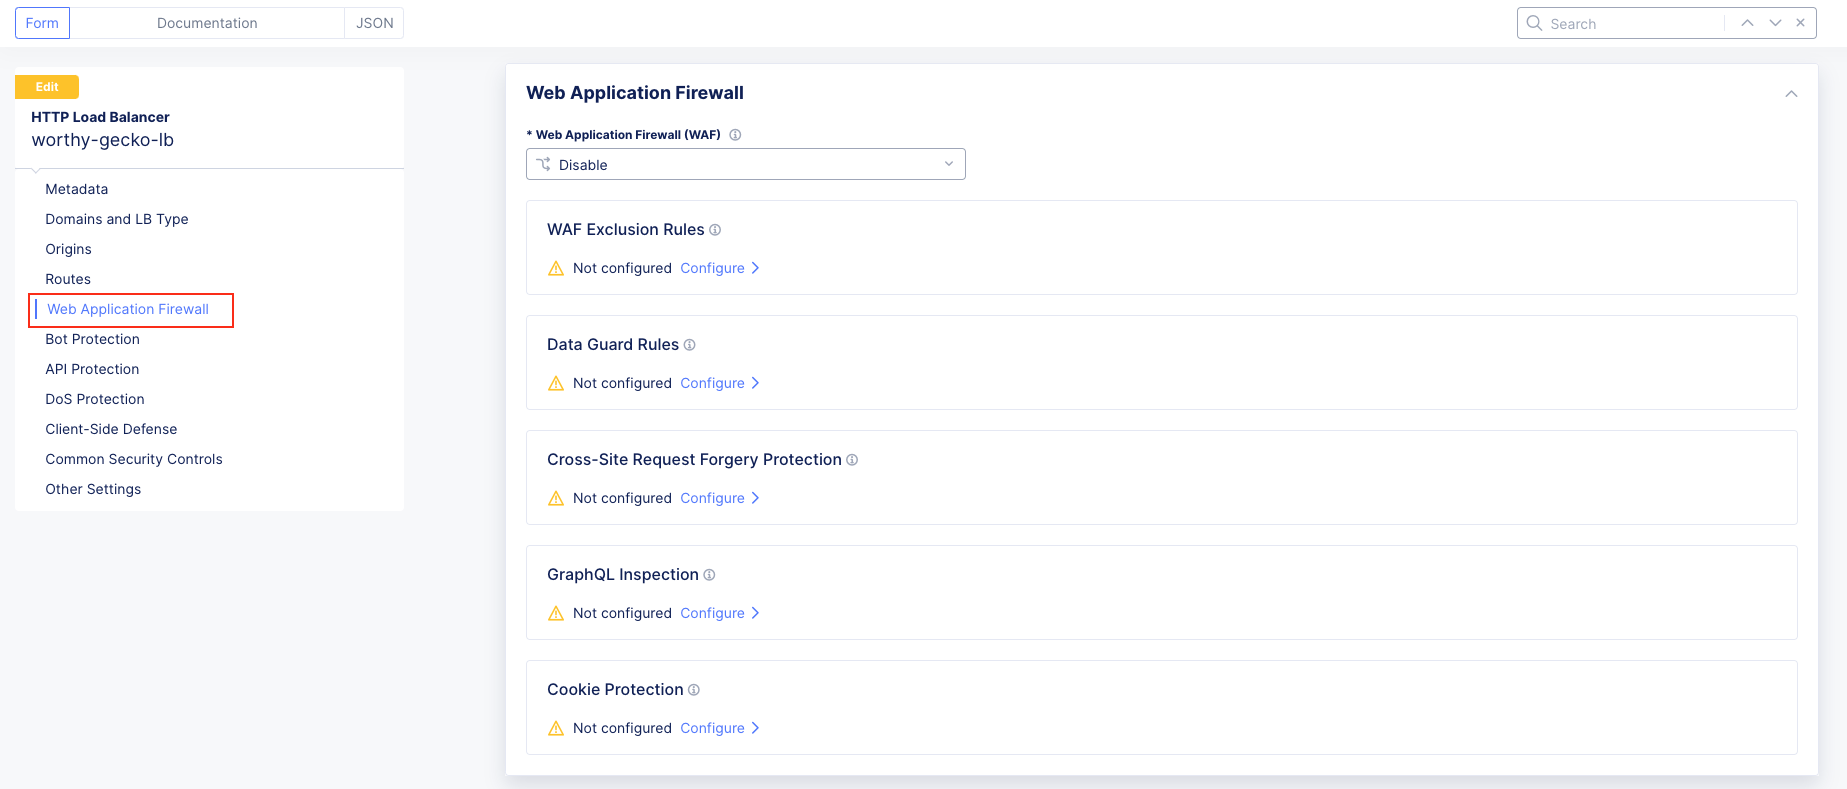 Form Documentation JSON
Search
Edit
HTTP Load Balancer
worthy-gecko-lb
Metadata
Domains and LB Type
Origins
Routes
Web Application Firewall
Bot Protection
API Protection
DoS Protection
Client-Side Defense
Common Security Controls
Other Settings
Web Application Firewall
* Web Application Firewall (WAF)
Disable
WAF Exclusion Rules
Not configured Configure
Data Guard Rules
Not configured Configure
Cross-Site Request Forgery Protection
Not configured Configure
GraphQL Inspection
Not configured Configure
Cookie Protection
Not configured Configure